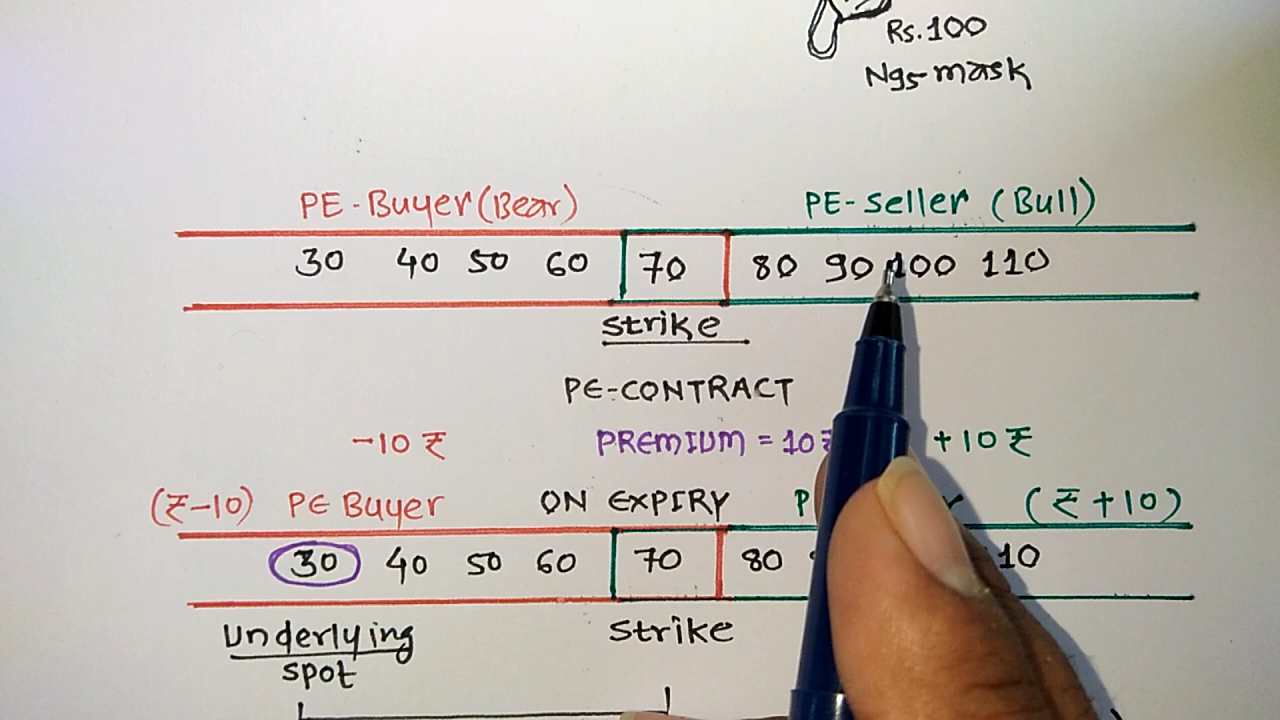 Rs.100
N95-mask
PE-Buyer(Bear) PE-seller (Bull)
30 40 50 60 70 80 90 100 110
strike
PE-CONTRACT
-10 ₹ PREMIUM = 10₹ +10 ₹
(₹-10) PE Buyer ON EXPIRY (₹+10)
30 40 50 60 70 80
underlying strike
spot